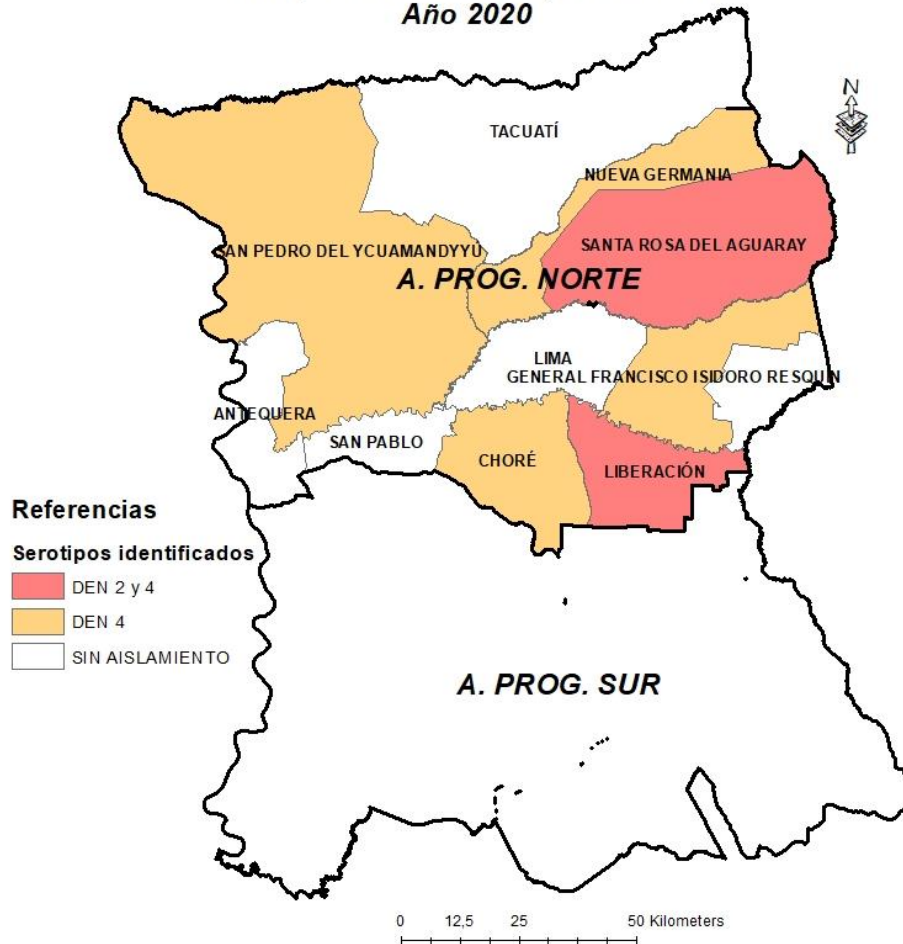 Año 2020
N
TACUATÍ
NUEVA GERMANIA
SAN PEDRO DEL YCUAMANDYYÚ
SANTA ROSA DEL AGUARAY
A. PROG. NORTE
LIMA
GENERAL FRANCISCO ISIDORO RESQUIN
ANTEQUERA
SAN PABLO
CHORÉ
LIBERACIÓN
Referencias
Serotipos identificados
DEN 2 y 4
DEN 4
SIN AISLAMIENTO
A. PROG. SUR
0 12,5 25 50 Kilometers